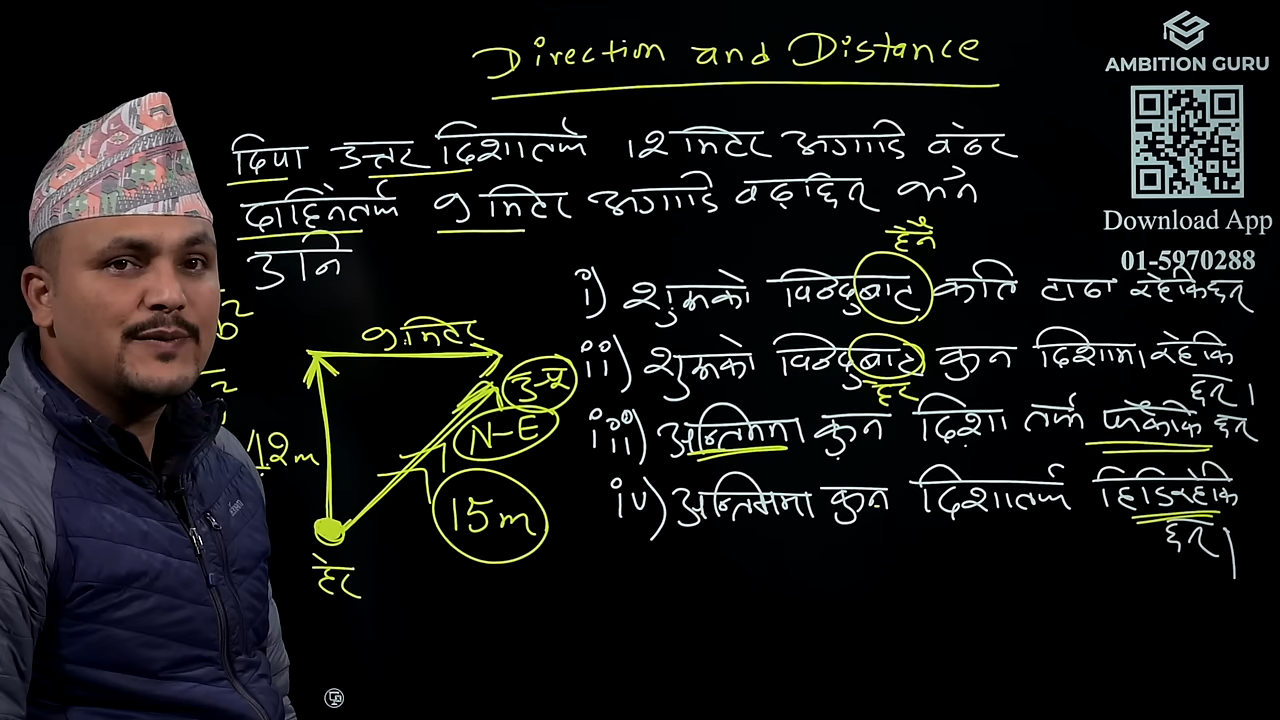 Direction and Distance
AMBITION GURU
Download App
01-5970288
दिपा उत्तर दिशातर्फ 12 मिटर अगाडि बढेर
दाहिनेतर्फ 9 मिटर अगाडि बढ्छिन् भने
उनि
हेर्ने
i) शुरूको विन्दुबाट कति टाढा रहेकिछन्
ii) शुरूको विन्दुबाट कुन दिशामा रहेकि
हेरेर
छन् ।
iii) अन्तिममा कुन दिशा तर्फ फर्केकि छन्
iv) अन्तिममा कुन दिशातर्फ हिडिरहेकि
छन् ।
9 मिटर
उ-पू
N-E
12m
15m
हेर